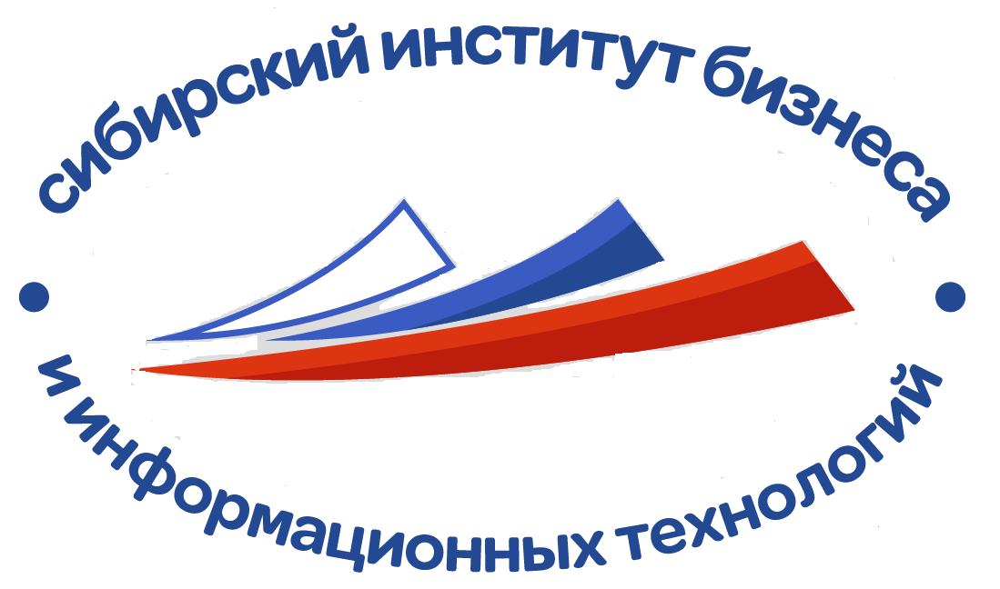 сибирский институт бизнеса
и информационных технологий